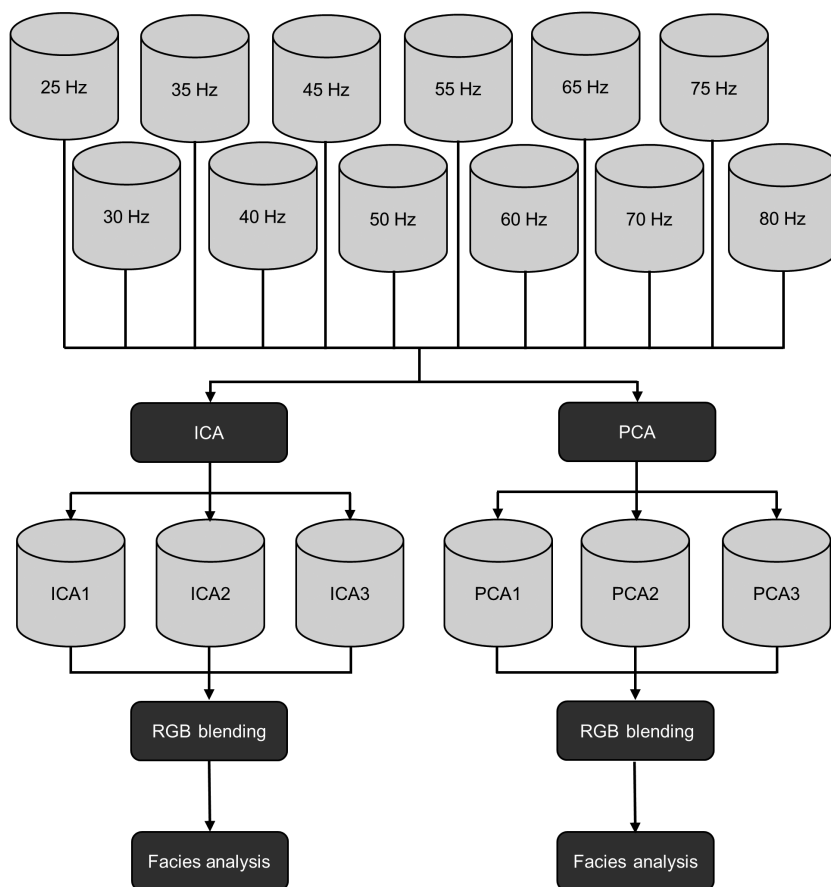 25 Hz
35 Hz
45 Hz
55 Hz
65 Hz
75 Hz
30 Hz
40 Hz
50 Hz
60 Hz
70 Hz
80 Hz
ICA
PCA
ICA1
ICA2
ICA3
PCA1
PCA2
PCA3
RGB blending
RGB blending
Facies analysis
Facies analysis